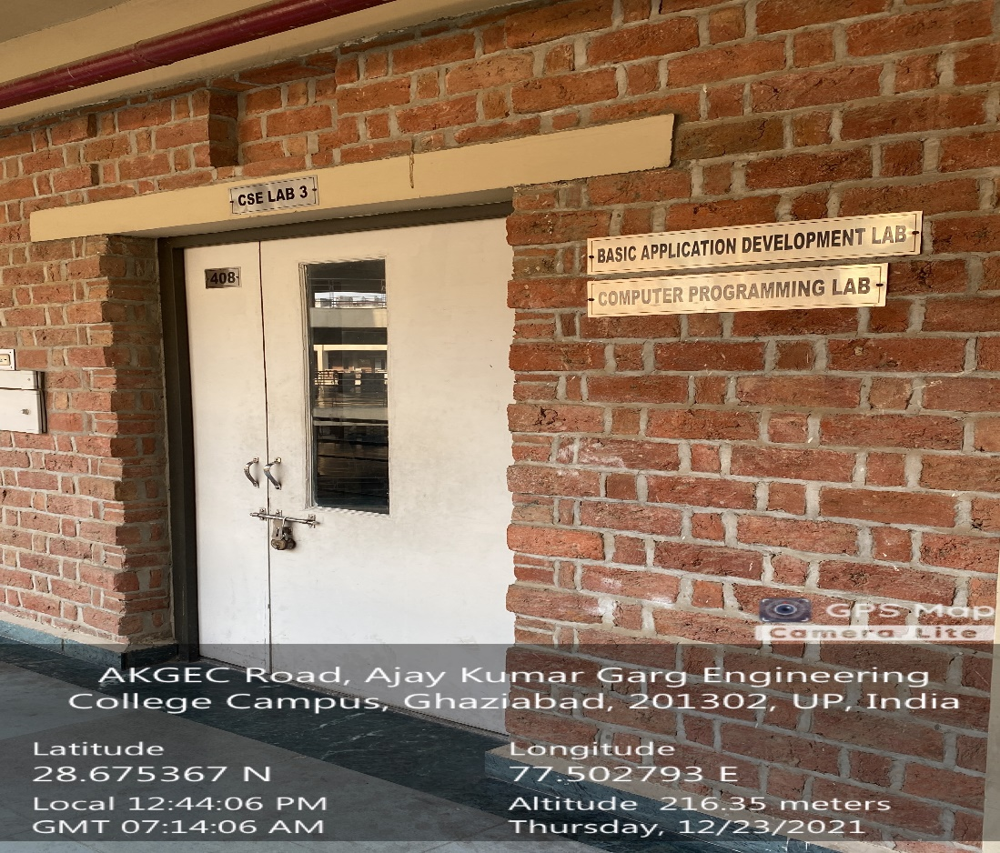 CSE LAB 3
408
BASIC APPLICATION DEVELOPMENT LAB
COMPUTER PROGRAMMING LAB
GPS Map
Camera Lite
AKGEC Road, Ajay Kumar Garg Engineering
College Campus, Ghaziabad, 201302, UP, India
Latitude
28.675367 N
Longitude
77.502793 E
Local 12:44:06 PM
GMT 07:14:06 AM
Altitude 216.35 meters
Thursday, 12/23/2021